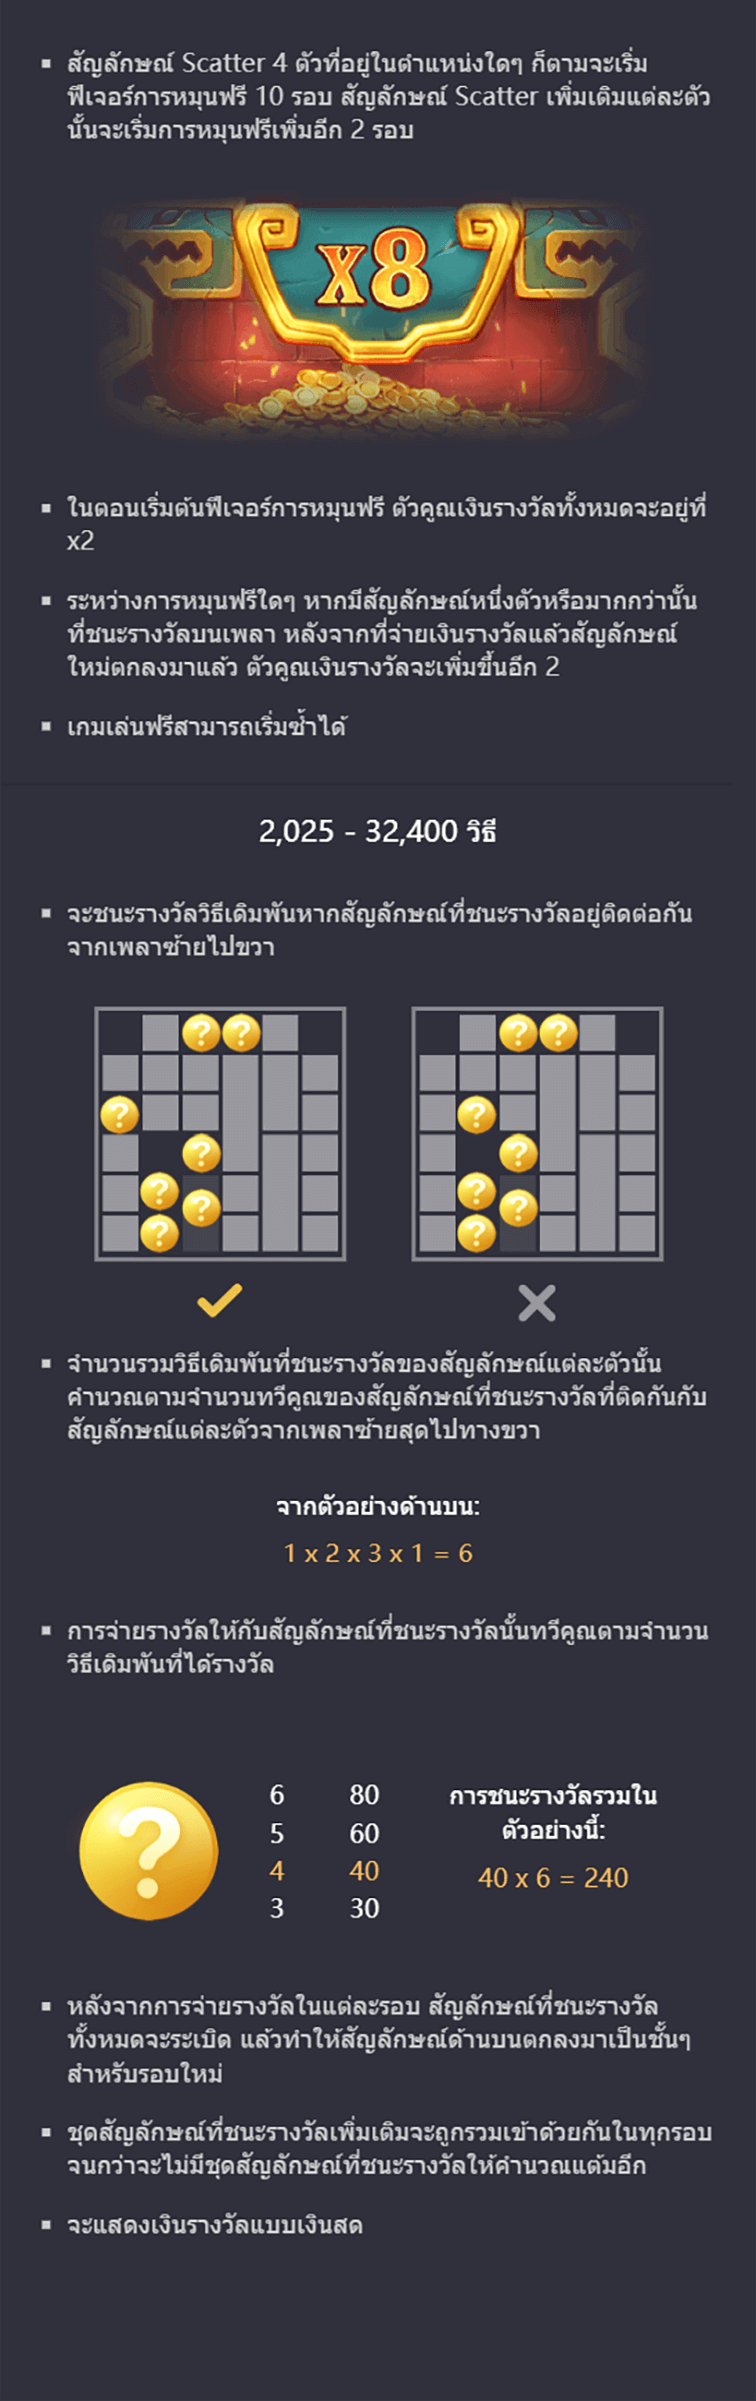 สัญลักษณ์ Scatter 4 ตัวที่อยู่ในตำแหน่งใดๆ ก็ตามจะเริ่ม
ฟีเจอร์การหมุนฟรี 10 รอบ สัญลักษณ์ Scatter เพิ่มเติมแต่ละตัว
นั้นจะเริ่มการหมุนฟรีเพิ่มอีก 2 รอบ
x8
ในตอนเริ่มต้นฟีเจอร์การหมุนฟรี ตัวคูณเงินรางวัลทั้งหมดจะอยู่ที่
x2
ระหว่างการหมุนฟรีใดๆ หากมีสัญลักษณ์หนึ่งตัวหรือมากกว่านั้น
ที่ชนะรางวัลบนเพลา หลังจากที่จ่ายเงินรางวัลแล้วสัญลักษณ์
ใหม่ตกลงมาแล้ว ตัวคูณเงินรางวัลจะเพิ่มขึ้นอีก 2
เกมเล่นฟรีสามารถเริ่มซ้ำได้
2,025 - 32,400 วิธี
จะชนะรางวัลวิธีเดิมพันหากสัญลักษณ์ที่ชนะรางวัลอยู่ติดต่อกัน
จากเพลาซ้ายไปขวา
? ? ? ?
? ?
? ?
? ?
? ?
? ?
จำนวนรวมวิธีเดิมพันที่ชนะรางวัลของสัญลักษณ์แต่ละตัวนั้น
คำนวณตามจำนวนทวีคูณของสัญลักษณ์ที่ชนะรางวัลที่ติดกันกับ
สัญลักษณ์แต่ละตัวจากเพลาซ้ายสุดไปทางขวา
จากตัวอย่างด้านบน:
1 x 2 x 3 x 1 = 6
การจ่ายรางวัลให้กับสัญลักษณ์ที่ชนะรางวัลนั้นทวีคูณตามจำนวน
วิธีเดิมพันที่ได้รางวัล
?
6 80
5 60
4 40
3 30
การชนะรางวัลรวมใน
ตัวอย่างนี้:
40 x 6 = 240
หลังจากการจ่ายรางวัลในแต่ละรอบ สัญลักษณ์ที่ชนะรางวัล
ทั้งหมดจะระเบิด แล้วทำให้สัญลักษณ์ด้านบนตกลงมาเป็นชั้นๆ
สำหรับรอบใหม่
ชุดสัญลักษณ์ที่ชนะรางวัลเพิ่มเติมจะถูกรวมเข้าด้วยกันในทุกรอบ
จนกว่าจะไม่มีชุดสัญลักษณ์ที่ชนะรางวัลให้คำนวณแต้มอีก
จะแสดงเงินรางวัลแบบเงินสด